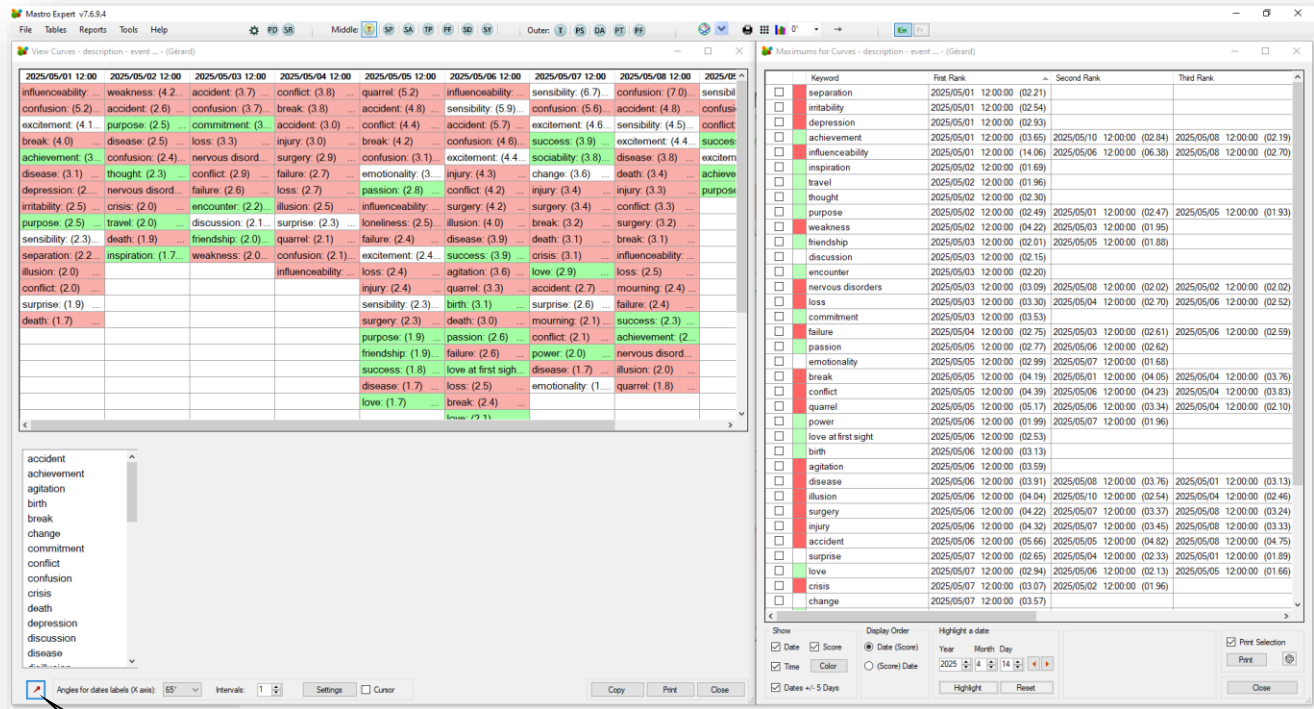 Mastro Expert v7.6.9.4
File Tables Reports Tools Help PD SR Middle: T SP SA TP PF SD SY Outer: T PS DA PT PF 0° En Fr
View Curves - description - event ... - (Gérard)
2025/05/01 12:00 2025/05/02 12:00 2025/05/03 12:00 2025/05/04 12:00 2025/05/05 12:00 2025/05/06 12:00 2025/05/07 12:00 2025/05/08 12:00 2025/05/
influenceability: ... weakness: (4.2... accident: (3.7) ... conflict: (3.8) ... quarrel: (5.2) ... influenceability: ... sensibility: (6.7)... confusion: (7.0)... sensibil
confusion: (5.2)... accident: (2.6) ... confusion: (3.7)... break: (3.8) ... accident: (4.8) ... sensibility: (5.9)... confusion: (5.6)... accident: (4.8) ... confusi
excitement: (4.1... purpose: (2.5) ... commitment: (3... accident: (3.0) ... conflict: (4.4) ... accident: (5.7) ... excitement: (4.6... sensibility: (4.5)... conflict:
break: (4.0) ... disease: (2.5) ... loss: (3.3) ... injury: (3.0) ... break: (4.2) ... confusion: (4.6)... success: (3.9) ... excitement: (4.4... succes
achievement: (3... confusion: (2.4)... nervous disord... surgery: (2.9) ... confusion: (3.1)... excitement: (4.4... sociability: (3.8)... disease: (3.8) ... excitem
disease: (3.1) ... thought: (2.3) ... conflict: (2.9) ... failure: (2.7) ... emotionality: (3.... injury: (4.3) ... change: (3.6) ... death: (3.4) ... achieve
depression: (2.... nervous disord... failure: (2.6) ... loss: (2.7) ... passion: (2.8) ... conflict: (4.2) ... injury: (3.4) ... injury: (3.3) ... purpose
irritability: (2.5) ... crisis: (2.0) ... encounter: (2.2)... illusion: (2.5) ... influenceability: ... surgery: (4.2) ... surgery: (3.4) ... conflict: (3.3) ...
purpose: (2.5) ... travel: (2.0) ... discussion: (2.1... surprise: (2.3) ... loneliness: (2.5)... illusion: (4.0) ... break: (3.2) ... surgery: (3.2) ...
sensibility: (2.3)... death: (1.9) ... friendship: (2.0)... quarrel: (2.1) ... failure: (2.4) ... disease: (3.9) ... death: (3.1) ... break: (3.1) ...
separation: (2.2... inspiration: (1.7... weakness: (2.0... confusion: (2.1)... excitement: (2.4... success: (3.9) ... crisis: (3.1) ... influenceability: ...
illusion: (2.0) ... influenceability: ... loss: (2.4) ... agitation: (3.6) ... love: (2.9) ... loss: (2.5) ...
conflict: (2.0) ... injury: (2.4) ... quarrel: (3.3) ... accident: (2.7) ... mourning: (2.4) ...
surprise: (1.9) ... sensibility: (2.3)... birth: (3.1) ... surprise: (2.6) ... failure: (2.4) ...
death: (1.7) ... surgery: (2.3) ... death: (3.0) ... mourning: (2.1) ... success: (2.3) ...
purpose: (1.9) ... passion: (2.6) ... conflict: (2.1) ... achievement: (2...
friendship: (1.9)... failure: (2.6) ... power: (2.0) ... nervous disord...
success: (1.8) ... love at first sigh... disease: (1.7) ... illusion: (2.0) ...
disease: (1.7) ... loss: (2.5) ... emotionality: (1.... quarrel: (1.8) ...
love: (1.7) ... break: (2.4) ...
love: (2.1)
accident
achievement
agitation
birth
break
change
commitment
conflict
confusion
crisis
death
depression
discussion
disease
Angles for dates labels (X axis): 65° Intervals: 1 Settings Cursor Copy Print Close
Maximums for Curves - description - event ... - (Gérard)
Keyword First Rank Second Rank Third Rank
separation 2025/05/01 12:00:00 (02.21)
irritability 2025/05/01 12:00:00 (02.54)
depression 2025/05/01 12:00:00 (02.93)
achievement 2025/05/01 12:00:00 (03.65) 2025/05/10 12:00:00 (02.84) 2025/05/08 12:00:00 (02.19)
influenceability 2025/05/01 12:00:00 (14.06) 2025/05/06 12:00:00 (06.38) 2025/05/08 12:00:00 (02.70)
inspiration 2025/05/02 12:00:00 (01.69)
travel 2025/05/02 12:00:00 (01.96)
thought 2025/05/02 12:00:00 (02.30)
purpose 2025/05/02 12:00:00 (02.49) 2025/05/01 12:00:00 (02.47) 2025/05/05 12:00:00 (01.93)
weakness 2025/05/02 12:00:00 (04.22) 2025/05/03 12:00:00 (01.95)
friendship 2025/05/03 12:00:00 (02.01) 2025/05/05 12:00:00 (01.88)
discussion 2025/05/03 12:00:00 (02.15)
encounter 2025/05/03 12:00:00 (02.20)
nervous disorders 2025/05/03 12:00:00 (03.09) 2025/05/08 12:00:00 (02.02) 2025/05/02 12:00:00 (02.02)
loss 2025/05/03 12:00:00 (03.30) 2025/05/04 12:00:00 (02.70) 2025/05/06 12:00:00 (02.52)
commitment 2025/05/03 12:00:00 (03.53)
failure 2025/05/04 12:00:00 (02.75) 2025/05/03 12:00:00 (02.61) 2025/05/06 12:00:00 (02.59)
passion 2025/05/05 12:00:00 (02.77) 2025/05/06 12:00:00 (02.62)
emotionality 2025/05/05 12:00:00 (02.99) 2025/05/07 12:00:00 (01.68)
break 2025/05/05 12:00:00 (04.19) 2025/05/01 12:00:00 (04.05) 2025/05/04 12:00:00 (03.76)
conflict 2025/05/05 12:00:00 (04.39) 2025/05/06 12:00:00 (04.23) 2025/05/04 12:00:00 (03.83)
quarrel 2025/05/05 12:00:00 (05.17) 2025/05/06 12:00:00 (03.34) 2025/05/04 12:00:00 (02.10)
power 2025/05/06 12:00:00 (01.99) 2025/05/07 12:00:00 (01.96)
love at first sight 2025/05/06 12:00:00 (02.53)
birth 2025/05/06 12:00:00 (03.13)
agitation 2025/05/06 12:00:00 (03.59)
disease 2025/05/06 12:00:00 (03.91) 2025/05/08 12:00:00 (03.76) 2025/05/01 12:00:00 (03.13)
illusion 2025/05/06 12:00:00 (04.04) 2025/05/10 12:00:00 (02.54) 2025/05/04 12:00:00 (02.46)
surgery 2025/05/06 12:00:00 (04.22) 2025/05/07 12:00:00 (03.37) 2025/05/08 12:00:00 (03.24)
injury 2025/05/06 12:00:00 (04.32) 2025/05/07 12:00:00 (03.45) 2025/05/08 12:00:00 (03.33)
accident 2025/05/06 12:00:00 (05.66) 2025/05/05 12:00:00 (04.82) 2025/05/08 12:00:00 (04.75)
surprise 2025/05/07 12:00:00 (02.65) 2025/05/04 12:00:00 (02.33) 2025/05/01 12:00:00 (01.89)
love 2025/05/07 12:00:00 (02.94) 2025/05/06 12:00:00 (02.13) 2025/05/05 12:00:00 (01.66)
crisis 2025/05/07 12:00:00 (03.07) 2025/05/02 12:00:00 (01.96)
change 2025/05/07 12:00:00 (03.57)
Show Display Order Highlight a date
Date Score Date (Score) Year Month Day Print Selection
Time Color (Score) Date 2025 4 14 Print
Dates +/- 5 Days Highlight Reset Close